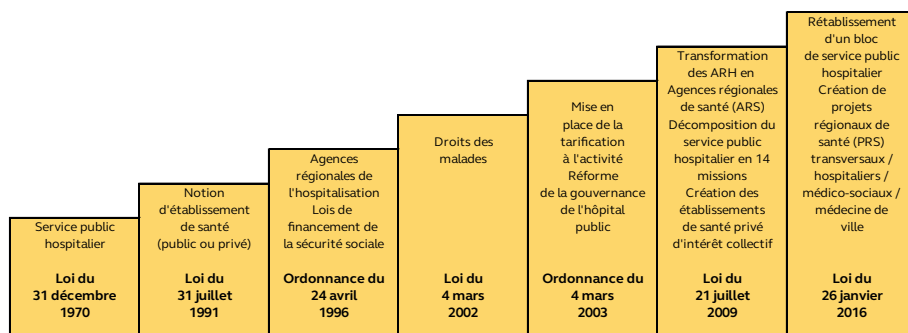 Service public
hospitalier
Loi du
31 décembre
1970
Notion
d'établissement
de santé
(public ou privé)
Loi du
31 juillet
1991
Agences
régionales de
l'hospitalisation
Lois de
financement de
la sécurité sociale
Ordonnance du
24 avril
1996
Droits des
malades
Loi du
4 mars
2002
Mise en
place de la
tarification
à l'activité
Réforme
de la gouvernance
de l'hôpital
public
Ordonnance du
4 mars
2003
Transformation
des ARH en
Agences régionales
de santé (ARS)
Décomposition du
service public
hospitalier en 14
missions
Création des
établissements
de santé privé
d'intérêt collectif
Loi du
21 juillet
2009
Rétablissement
d'un bloc
de service public
hospitalier
Création de
projets
régionaux de
santé (PRS)
transversaux /
hospitaliers /
médico-sociaux /
médecine de
ville
Loi du
26 janvier
2016